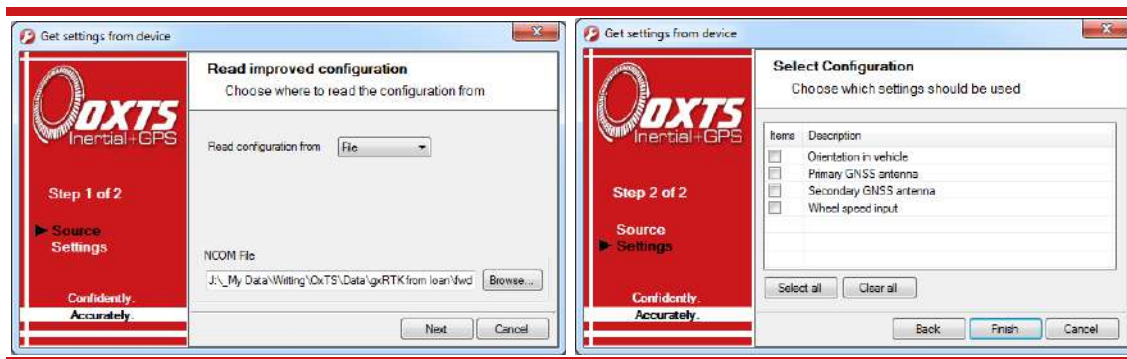 Get settings from device
OXTS
Inertial+GPS
Step 1 of 2
Source
Settings
Confidently.
Accurately.
Read improved configuration
Choose where to read the configuration from
Read configuration from File
NCOM File
J:\_My Data\Writing\OxTS\Data\gxRTK from loan\fwd Browse...
Next Cancel
Get settings from device
OXTS
Inertial+GPS
Step 2 of 2
Source
Settings
Confidently.
Accurately.
Select Configuration
Choose which settings should be used
Items Description
Orientation in vehicle
Primary GNSS antenna
Secondary GNSS antenna
Wheel speed input
Select all Clear all
Back Finish Cancel